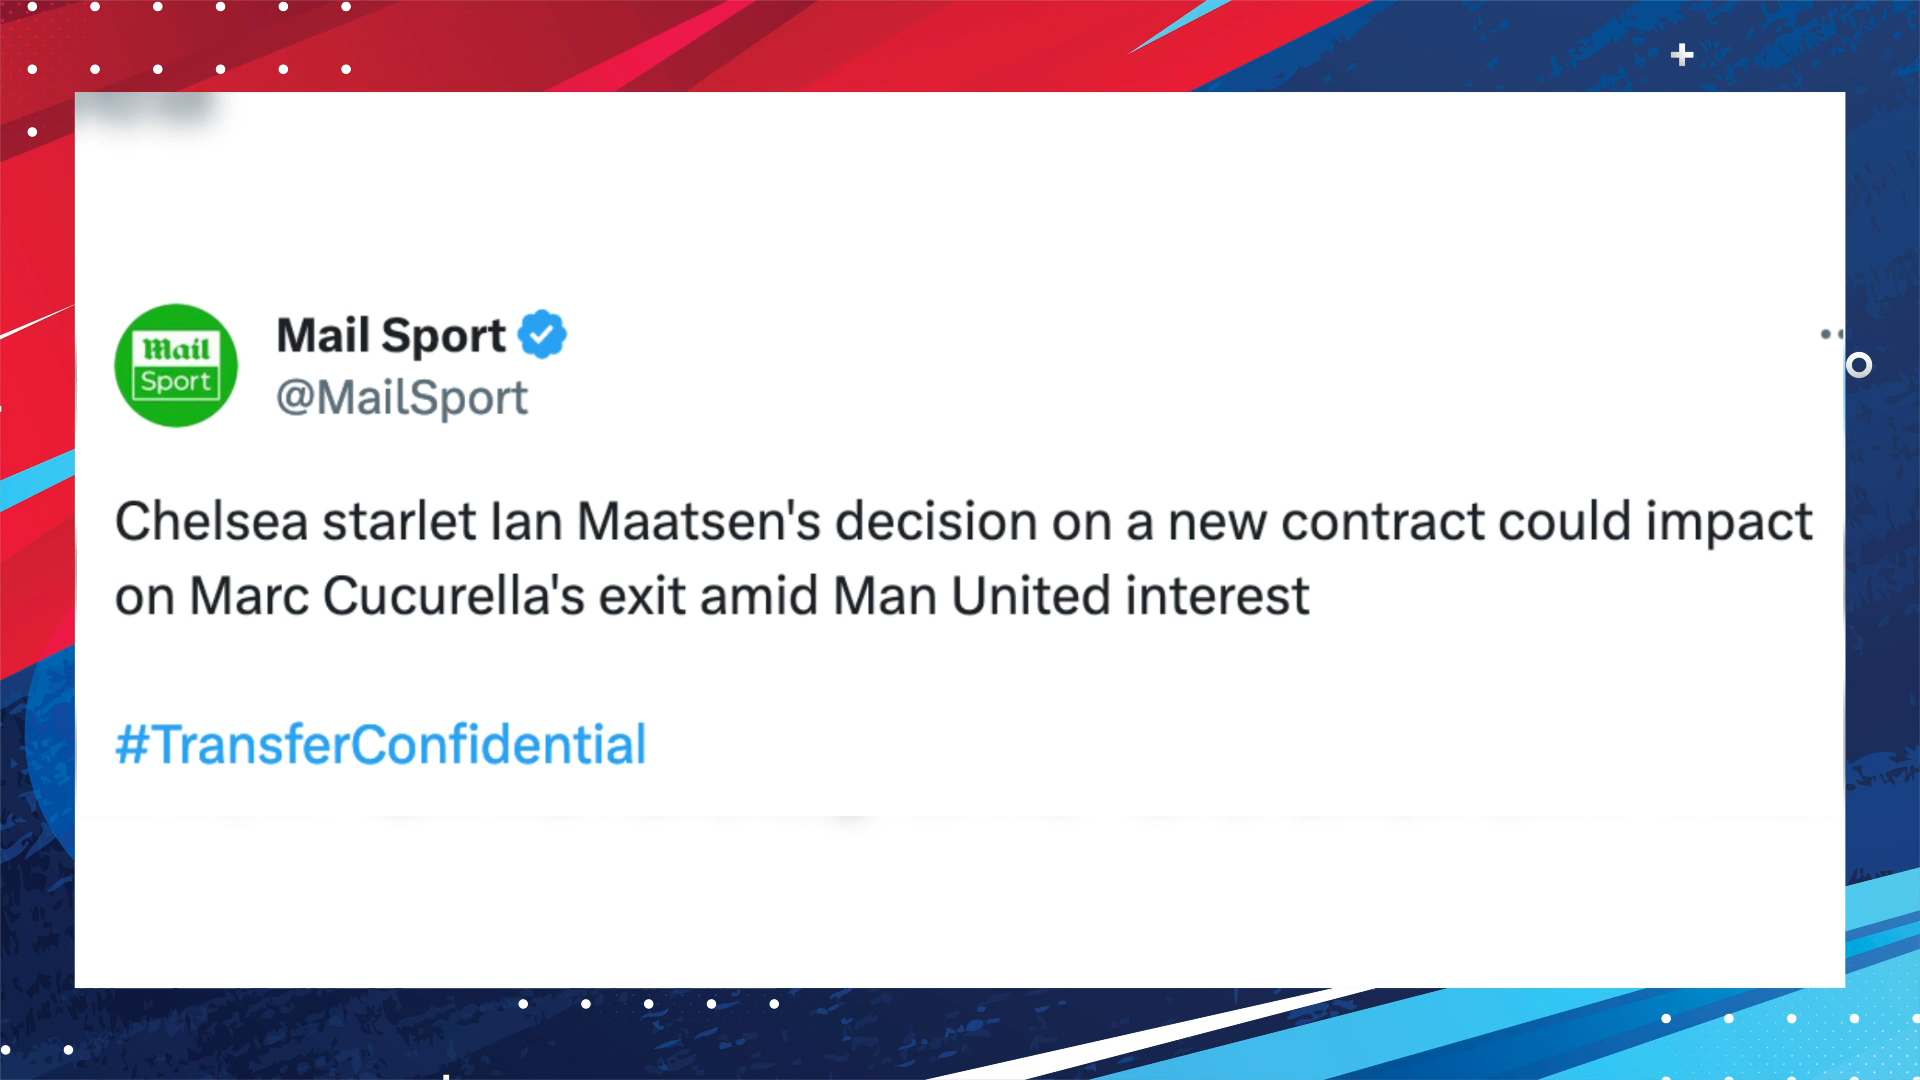 Mail
Sport
Mail Sport
@MailSport
Chelsea starlet Ian Maatsen's decision on a new contract could impact
on Marc Cucurella's exit amid Man United interest
#TransferConfidential